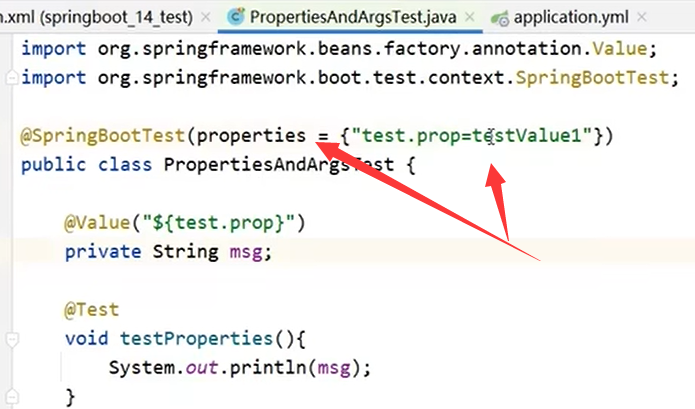 n.xml (springboot_14_test) × PropertiesAndArgsTest.java × application.yml ×
import org.springframework.beans.factory.annotation.Value;
import org.springframework.boot.test.context.SpringBootTest;
@SpringBootTest(properties = {"test.prop=testValue1"})
public class PropertiesAndArgsTest {
@Value("${test.prop}")
private String msg;
@Test
void testProperties(){
System.out.println(msg);
}